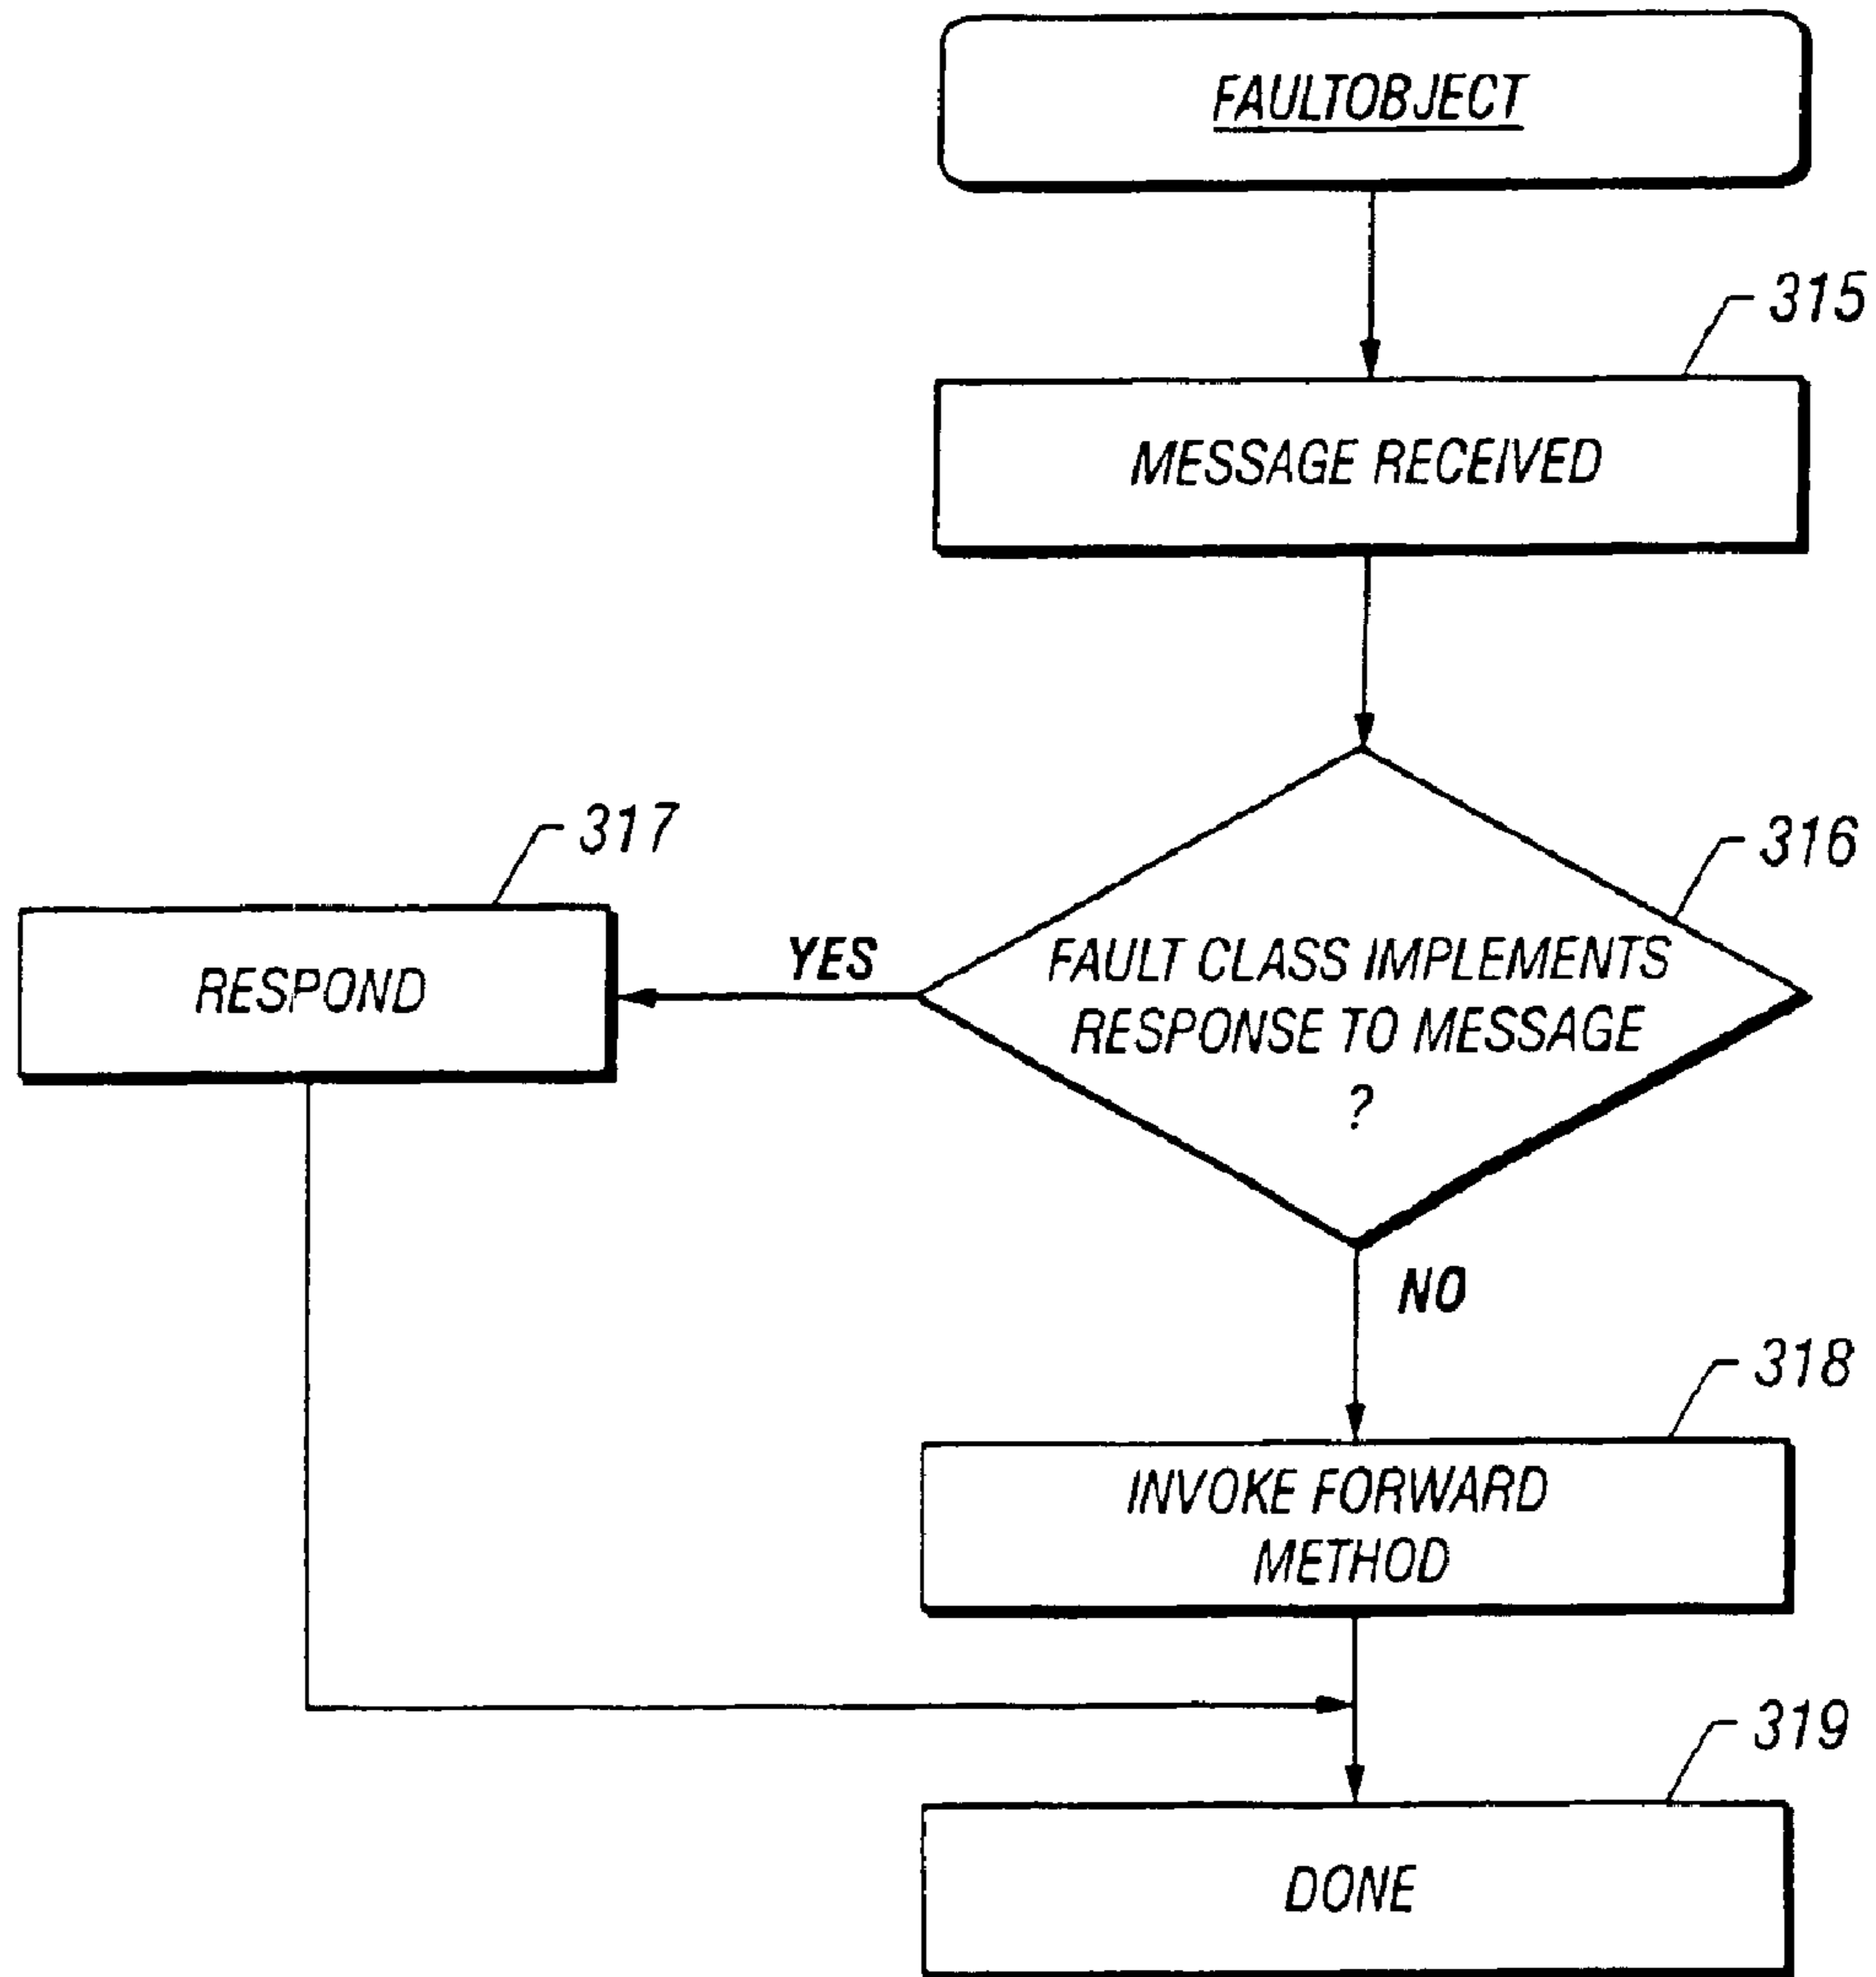 FAULTOBJECT
315
MESSAGE RECEIVED
316
FAULT CLASS IMPLEMENTS
RESPONSE TO MESSAGE
?
YES
317
RESPOND
NO
318
INVOKE FORWARD
METHOD
319
DONE